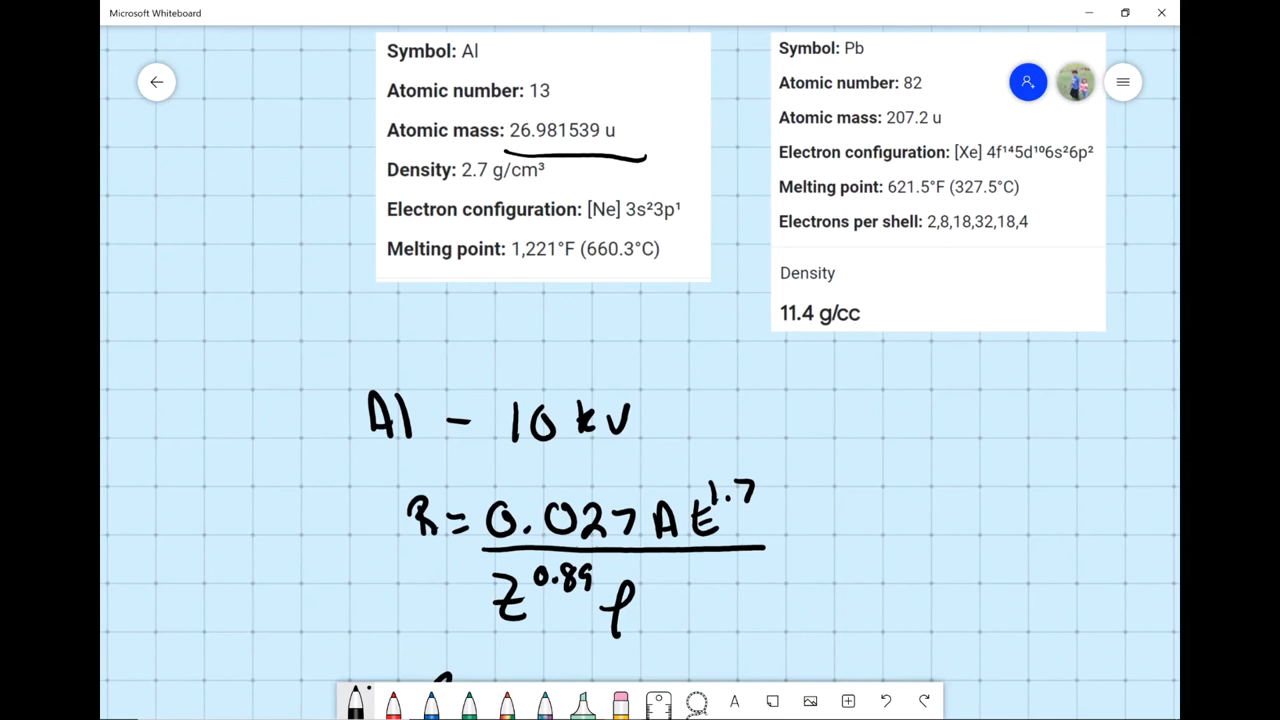 Microsoft Whiteboard
Symbol: Al
Atomic number: 13
Atomic mass: 26.981539 u
Density: 2.7 g/cm³
Electron configuration: [Ne] 3s²3p¹
Melting point: 1,221°F (660.3°C)
Symbol: Pb
Atomic number: 82
Atomic mass: 207.2 u
Electron configuration: [Xe] 4f¹⁴5d¹⁰6s²6p²
Melting point: 621.5°F (327.5°C)
Electrons per shell: 2,8,18,32,18,4
Density
11.4 g/cc
Al - 10 kv
R = 0.027 A E^1.7
Z^0.89 ρ
A